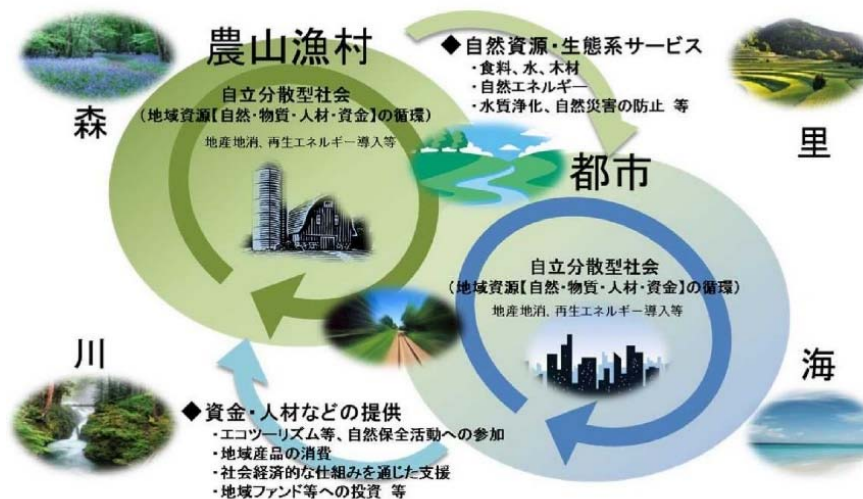 農山漁村
◆自然資源・生態系サービス
・食料、水、木材
・自然エネルギー
・水質浄化、自然災害の防止 等
森
自立分散型社会
(地域資源【自然・物質・人材・資金】の循環)
地産地消、再生エネルギー導入等
里
都市
自立分散型社会
(地域資源【自然・物質・人材・資金】の循環)
地産地消、再生エネルギー導入等
川
海
◆資金・人材などの提供
・エコツーリズム等、自然保全活動への参加
・地域産品の消費
・社会経済的な仕組みを通じた支援
・地域ファンド等への投資 等